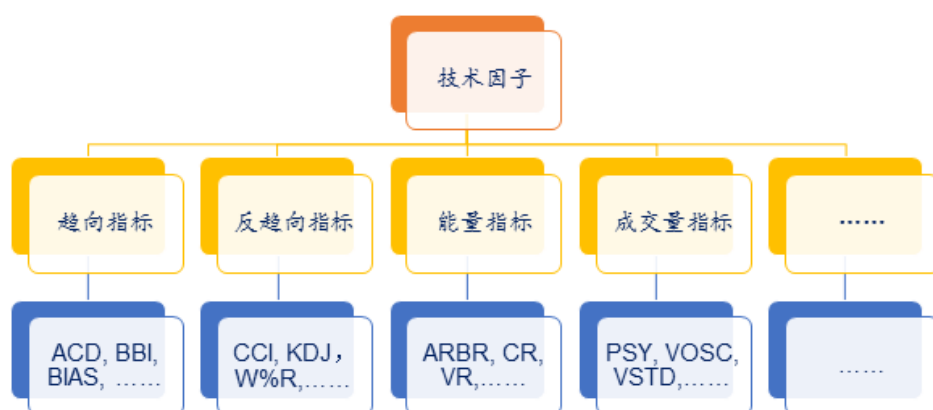 技术因子
趋向指标
反趋向指标
能量指标
成交量指标
……
ACD, BBI,
BIAS, ……
CCI, KDJ，
W%R,……
ARBR, CR,
VR,……
PSY, VOSC,
VSTD,……
……